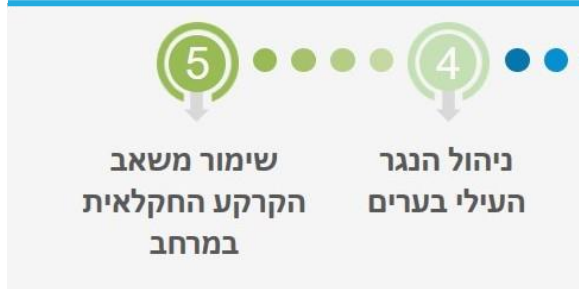 4
ניהול הנגר
העילי בערים
5
שימור משאב
הקרקע החקלאית
במרחב